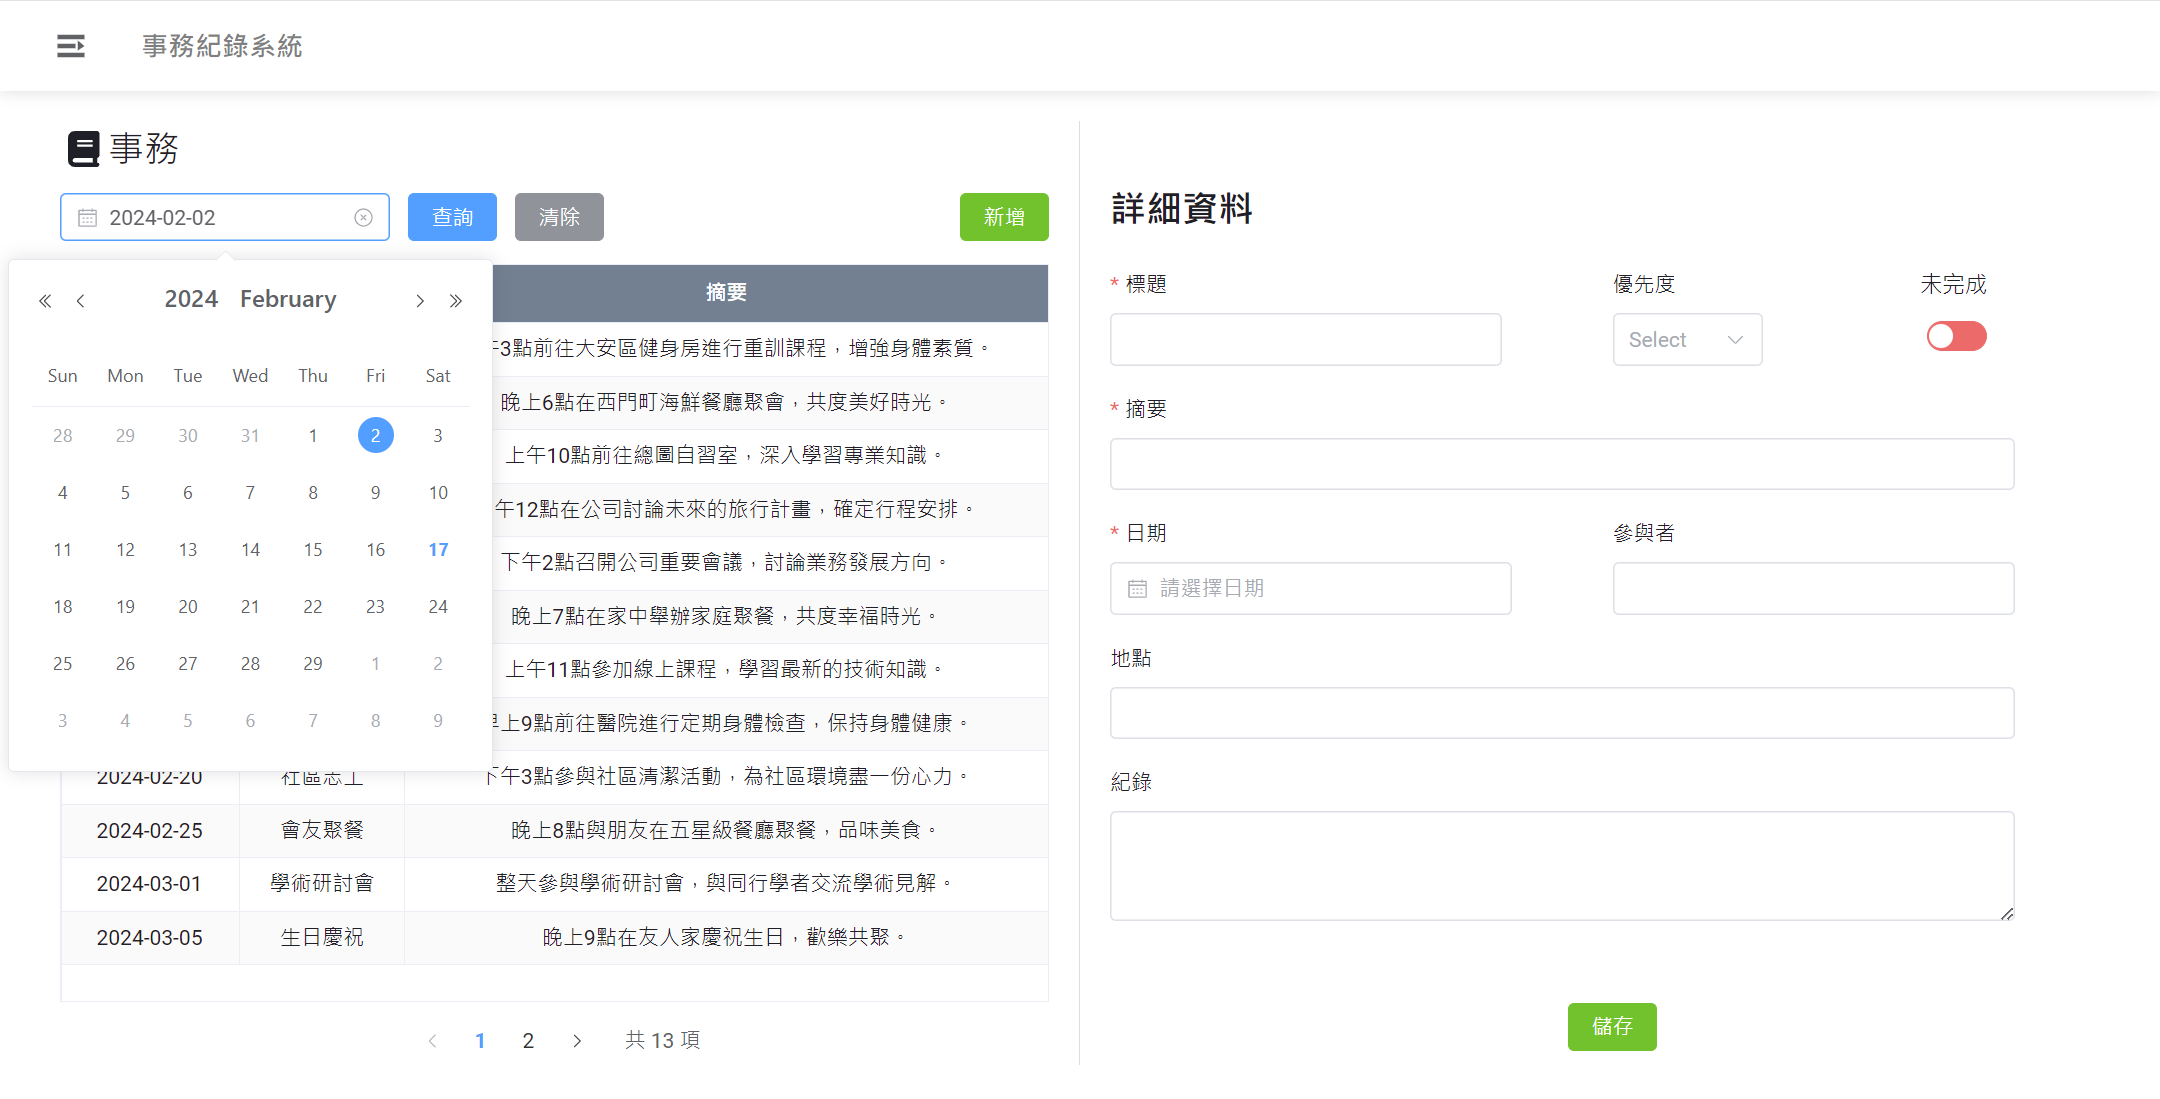 事務紀錄系統
事務
2024-02-02
查詢
清除
新增
2024 February
Sun Mon Tue Wed Thu Fri Sat
28 29 30 31 1 2 3
4 5 6 7 8 9 10
11 12 13 14 15 16 17
18 19 20 21 22 23 24
25 26 27 28 29 1 2
3 4 5 6 7 8 9
摘要
3點前往大安區健身房進行重訓課程，增強身體素質。
晚上6點在西門町海鮮餐廳聚會，共度美好時光。
上午10點前往總圖自習室，深入學習專業知識。
午12點在公司討論未來的旅行計畫，確定行程安排。
下午2點召開公司重要會議，討論業務發展方向。
晚上7點在家中舉辦家庭聚餐，共度幸福時光。
上午11點參加線上課程，學習最新的技術知識。
早上9點前往醫院進行定期身體檢查，保持身體健康。
2024-02-20 社區志工 下午3點參與社區清潔活動，為社區環境盡一份心力。
2024-02-25 會友聚餐 晚上8點與朋友在五星級餐廳聚餐，品味美食。
2024-03-01 學術研討會 整天參與學術研討會，與同行學者交流學術見解。
2024-03-05 生日慶祝 晚上9點在友人家慶祝生日，歡樂共聚。
1 2 共 13 項
詳細資料
* 標題
優先度
未完成
Select
* 摘要
* 日期
參與者
請選擇日期
地點
紀錄
儲存